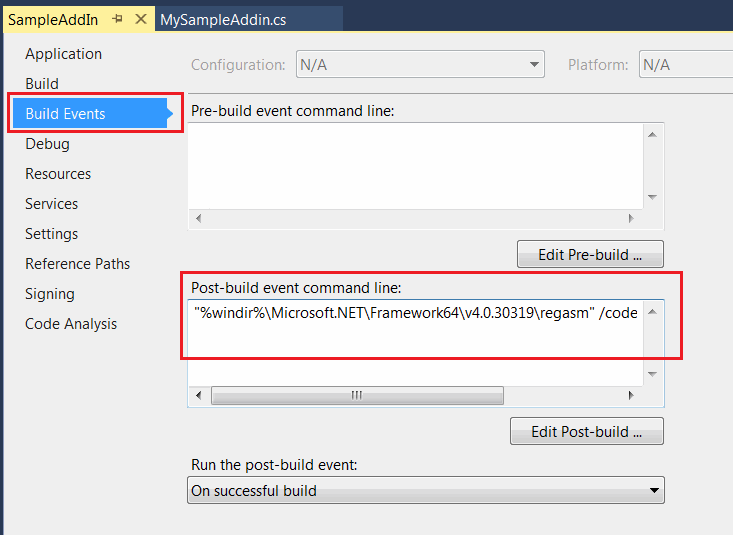 SampleAddIn MySampleAddin.cs
Application
Configuration: N/A Platform: N/A
Build
Build Events
Pre-build event command line:
Debug
Resources
Services
Settings
Edit Pre-build ...
Reference Paths
Signing
Post-build event command line:
"%windir%\Microsoft.NET\Framework64\v4.0.30319\regasm" /code
Code Analysis
Edit Post-build ...
Run the post-build event:
On successful build